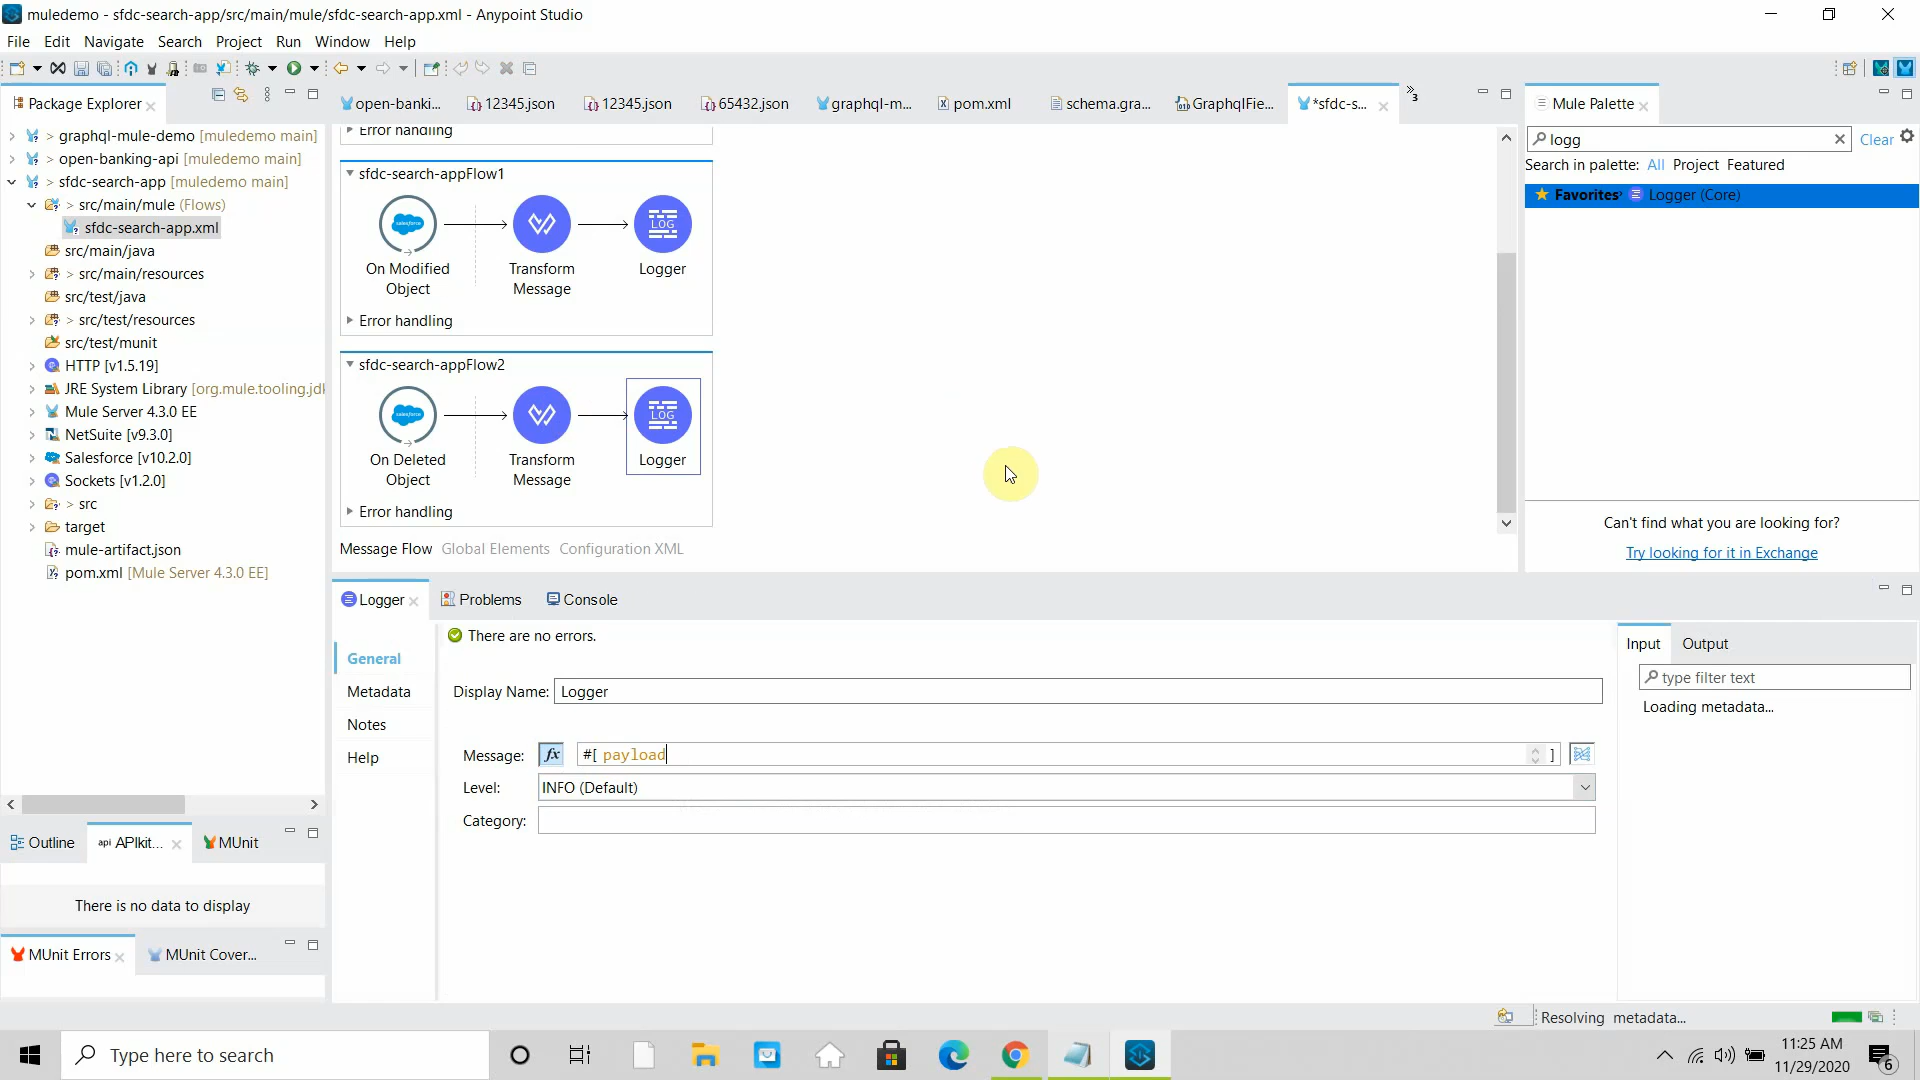 muledemo - sfdc-search-app/src/main/mule/sfdc-search-app.xml - Anypoint Studio
File Edit Navigate Search Project Run Window Help
Package Explorer
open-banki...
12345.json
12345.json
65432.json
graphql-m...
pom.xml
schema.gra...
GraphqlFie...
*sfdc-s...
»3
Mule Palette
> graphql-mule-demo [muledemo main]
> open-banking-api [muledemo main]
> sfdc-search-app [muledemo main]
> src/main/mule (Flows)
sfdc-search-app.xml
src/main/java
> src/main/resources
src/test/java
> src/test/resources
src/test/munit
HTTP [v1.5.19]
JRE System Library [org.mule.tooling.jdk
Mule Server 4.3.0 EE
NetSuite [v9.3.0]
Salesforce [v10.2.0]
Sockets [v1.2.0]
> src
target
mule-artifact.json
pom.xml [Mule Server 4.3.0 EE]
Error handling
sfdc-search-appFlow1
salesforce
LOG
On Modified Object
Transform Message
Logger
Error handling
sfdc-search-appFlow2
salesforce
LOG
On Deleted Object
Transform Message
Logger
Error handling
Message Flow Global Elements Configuration XML
logg
Clear
Search in palette: All Project Featured
Favorites Logger (Core)
Can't find what you are looking for?
Try looking for it in Exchange
Logger
Problems
Console
There are no errors.
General
Metadata
Notes
Help
Display Name: Logger
Message: fx #[ payload ]
Level: INFO (Default)
Category:
Input
Output
type filter text
Loading metadata...
Outline
api APIkit...
MUnit
There is no data to display
MUnit Errors
MUnit Cover...
Resolving metadata...
Type here to search
11:25 AM
11/29/2020
6